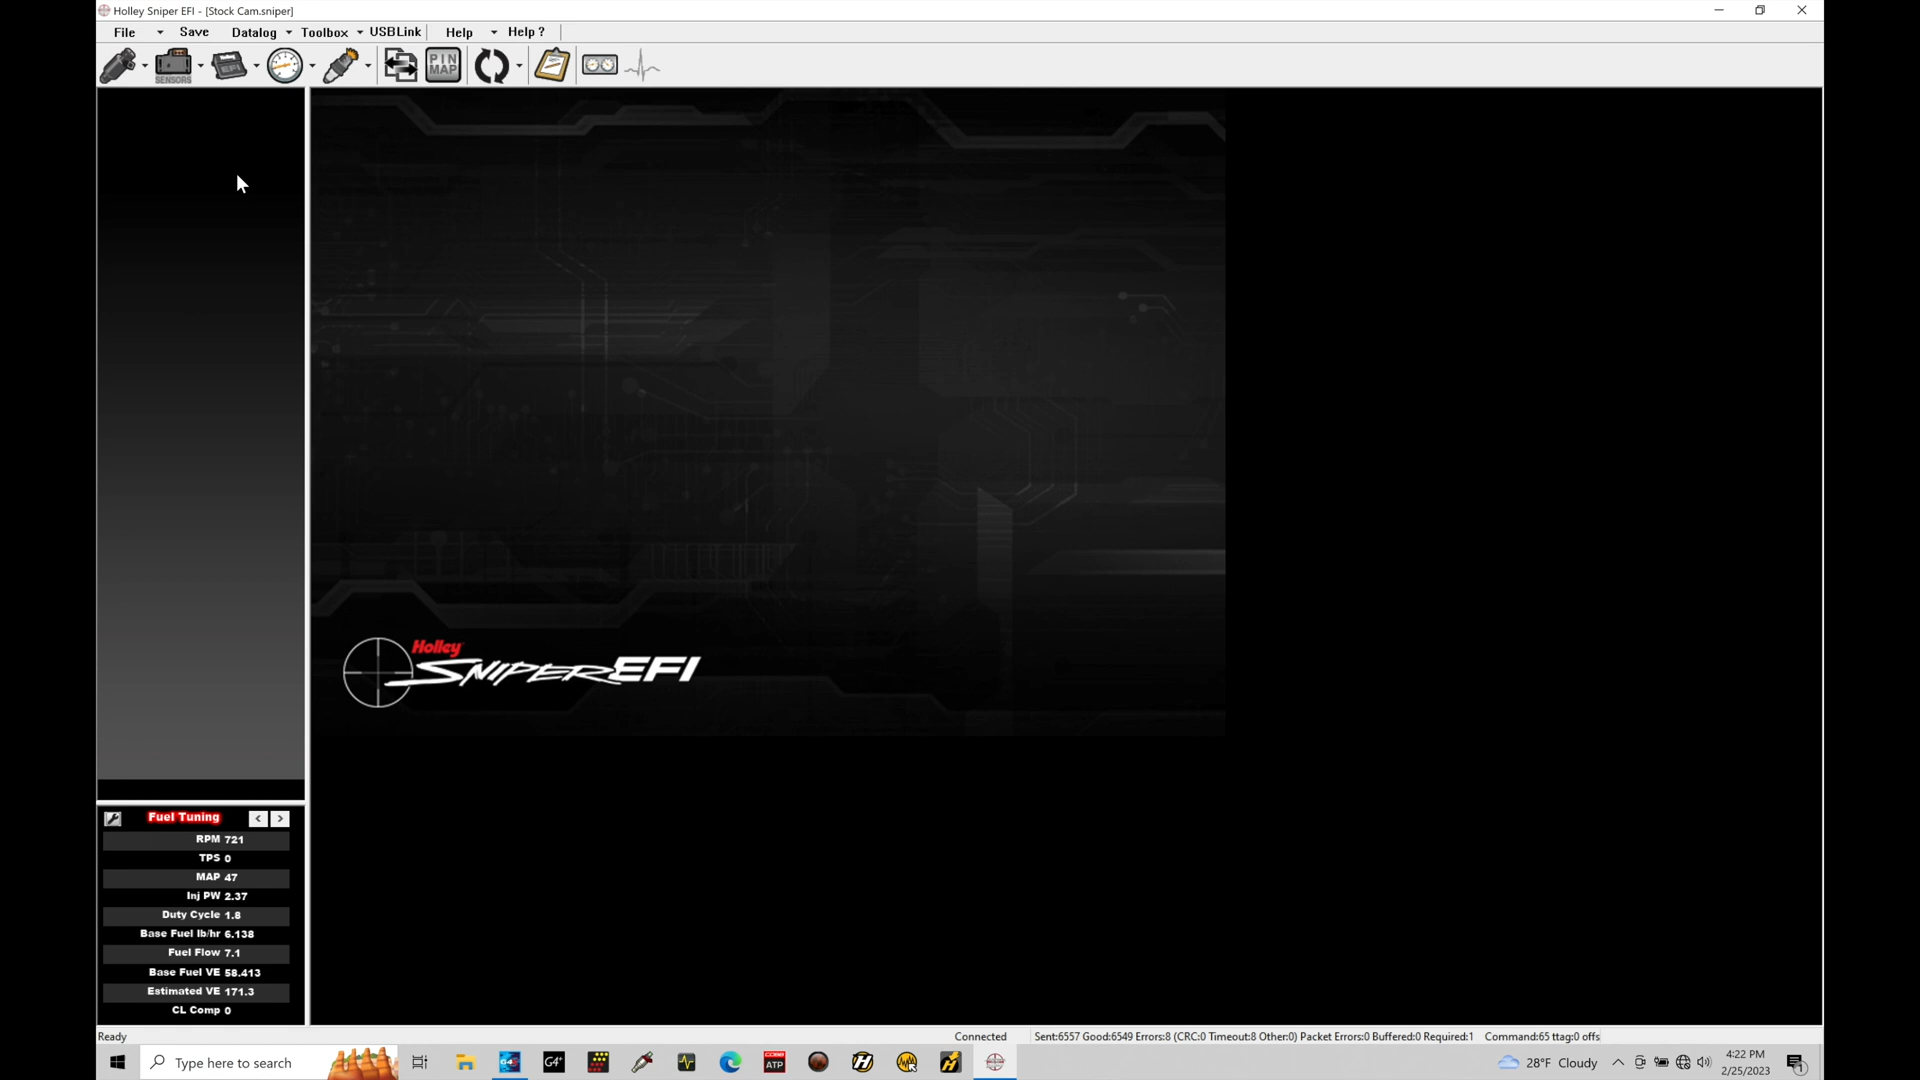 Holley Sniper EFI - [Stock Cam.sniper]
File Save Datalog Toolbox USBLink Help Help ?
SENSORS EFI PIN MAP
Holley
SNIPER EFI
Fuel Tuning < >
RPM 721
TPS 0
MAP 47
Inj PW 2.37
Duty Cycle 1.8
Base Fuel lb/hr 6.138
Fuel Flow 7.1
Base Fuel VE 58.413
Estimated VE 171.3
CL Comp 0
Ready Connected Sent:6557 Good:6549 Errors:8 (CRC:0 Timeout:8 Other:0) Packet Errors:0 Buffered:0 Required:1 Command:65 ttag:0 offs
Type here to search G4+ COBB ATP 28°F Cloudy 4:22 PM
2/25/2023 1